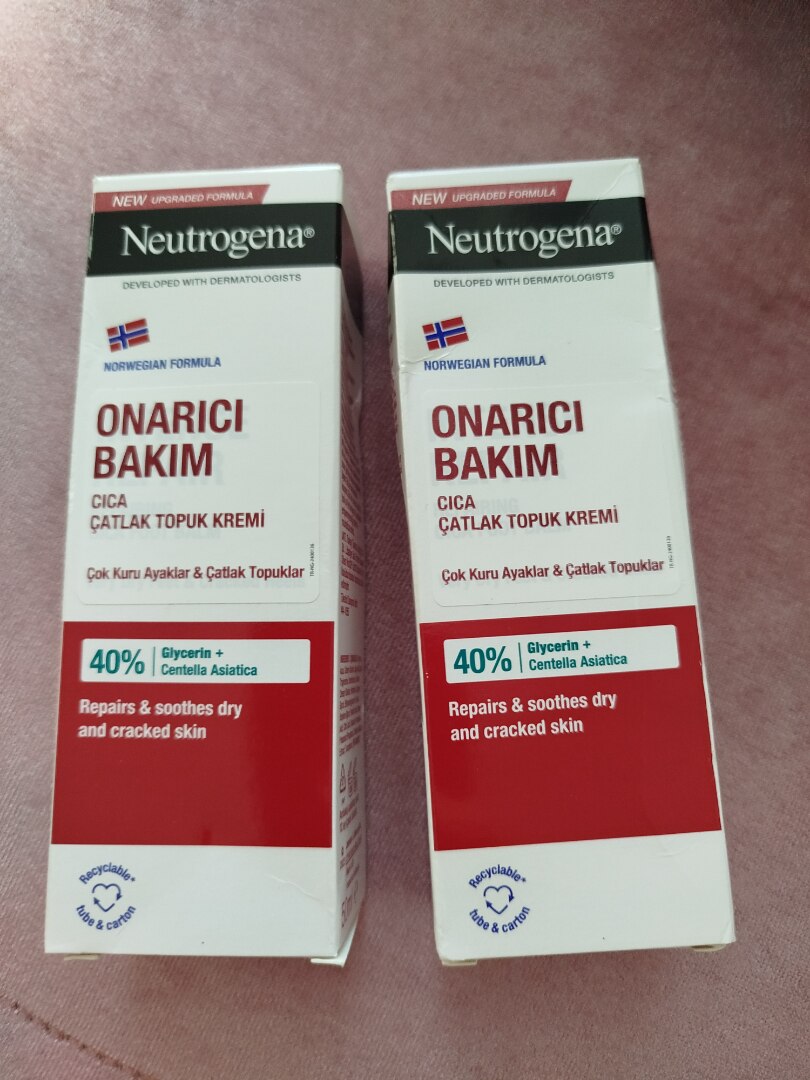 NEW UPGRADED FORMULA
Neutrogena®
DEVELOPED WITH DERMATOLOGISTS
NORWEGIAN FORMULA
ONARICI
BAKIM
CICA
ÇATLAK TOPUK KREMİ
Çok Kuru Ayaklar & Çatlak Topuklar
40%
Glycerin +
Centella Asiatica
Repairs & soothes dry
and cracked skin
Recyclable*
tube & carton
NEW UPGRADED FORMULA
Neutrogena®
DEVELOPED WITH DERMATOLOGISTS
NORWEGIAN FORMULA
ONARICI
BAKIM
CICA
ÇATLAK TOPUK KREMİ
Çok Kuru Ayaklar & Çatlak Topuklar
40%
Glycerin +
Centella Asiatica
Repairs & soothes dry
and cracked skin
Recyclable*
tube & carton